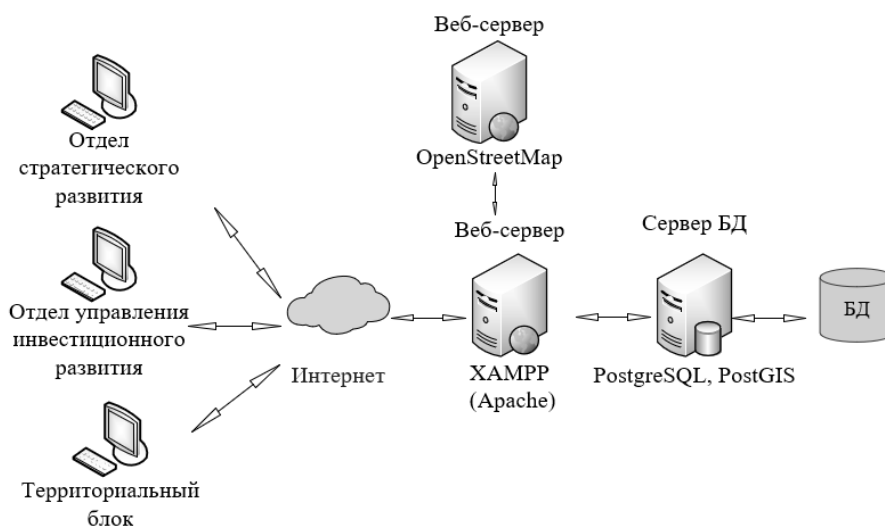 Веб-сервер
OpenStreetMap
Отдел
стратегического
развития
Веб-сервер
Сервер БД
Отдел управления
инвестиционного
развития
Интернет
XAMPP
(Apache)
PostgreSQL, PostGIS
БД
Территориальный
блок